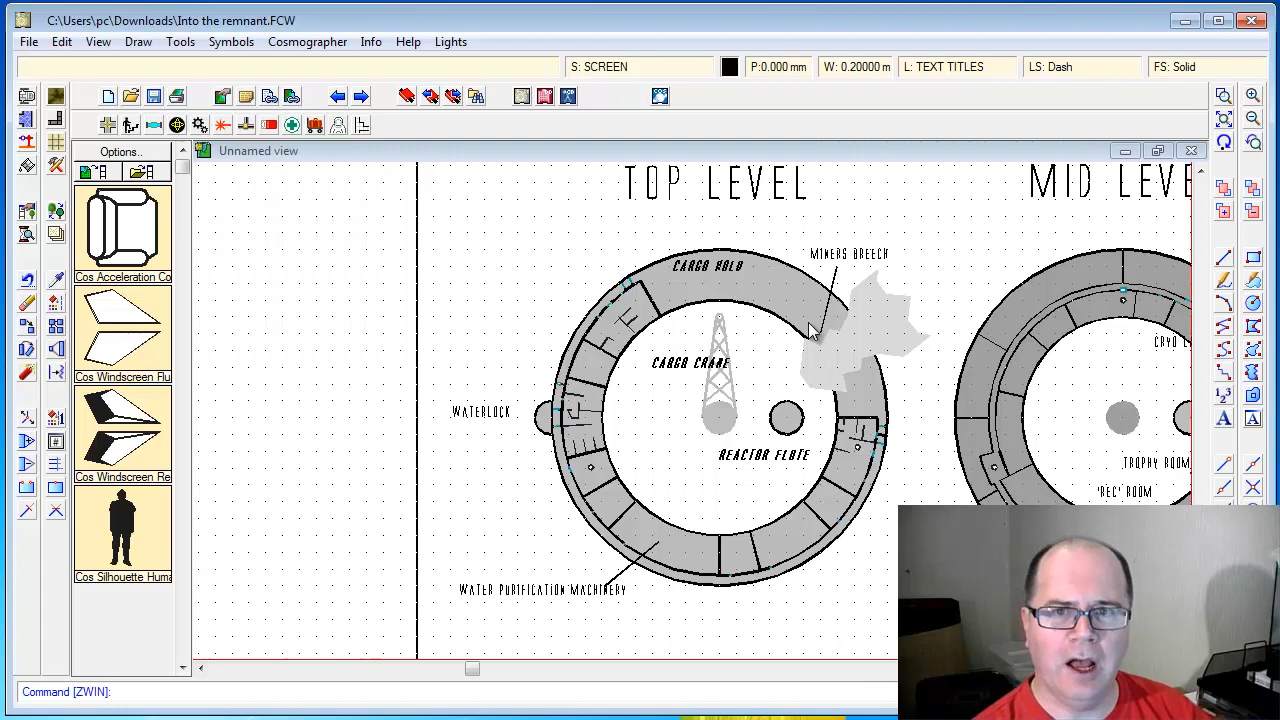 C:\Users\pc\Downloads\Into the remnant.FCW
File Edit View Draw Tools Symbols Cosmographer Info Help Lights
S: SCREEN P:0.000 mm W: 0.20000 m L: TEXT TITLES LS: Dash FS: Solid
Options..
Unnamed view
TOP LEVEL
MID LEVE
Cos Acceleration Co
Cos Windscreen Flu
Cos Windscreen Re
Cos Silhouette Huma
CARGO HOLD
MINERS BREECH
CARGO CRANE
WATERLOCK
REACTOR FLOTE
WATER PURIFICATION MACHINERY
CRYO
TROPHY ROOM
'REC' ROOM
Command [ZWIN]: